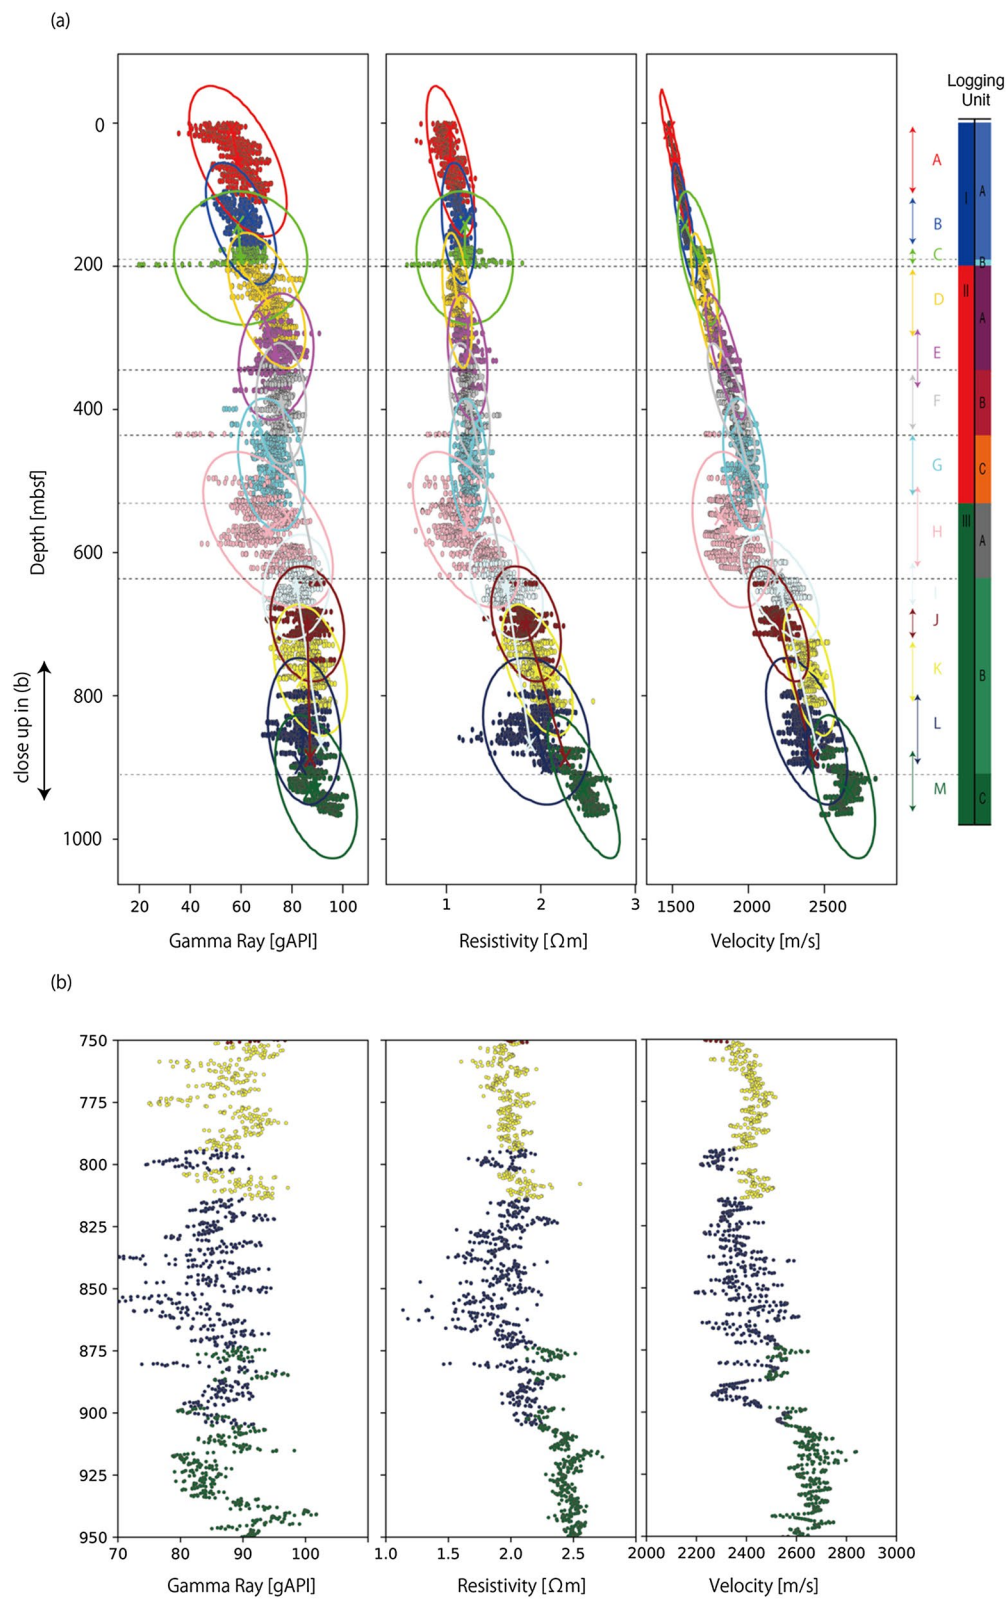 (a)
Logging
Unit
0
200
400
600
800
1000
Depth [mbsf]
close up in (b)
20 40 60 80 100
1 2 3
1500 2000 2500
Gamma Ray [gAPI]
Resistivity [Ωm]
Velocity [m/s]
A
B
C
D
E
F
G
H
I
J
K
L
M
I
II
III
A
B
A
B
C
A
B
C
(b)
750
775
800
825
850
875
900
925
950
70 80 90 100
1.0 1.5 2.0 2.5
2000 2200 2400 2600 2800 3000
Gamma Ray [gAPI]
Resistivity [Ωm]
Velocity [m/s]